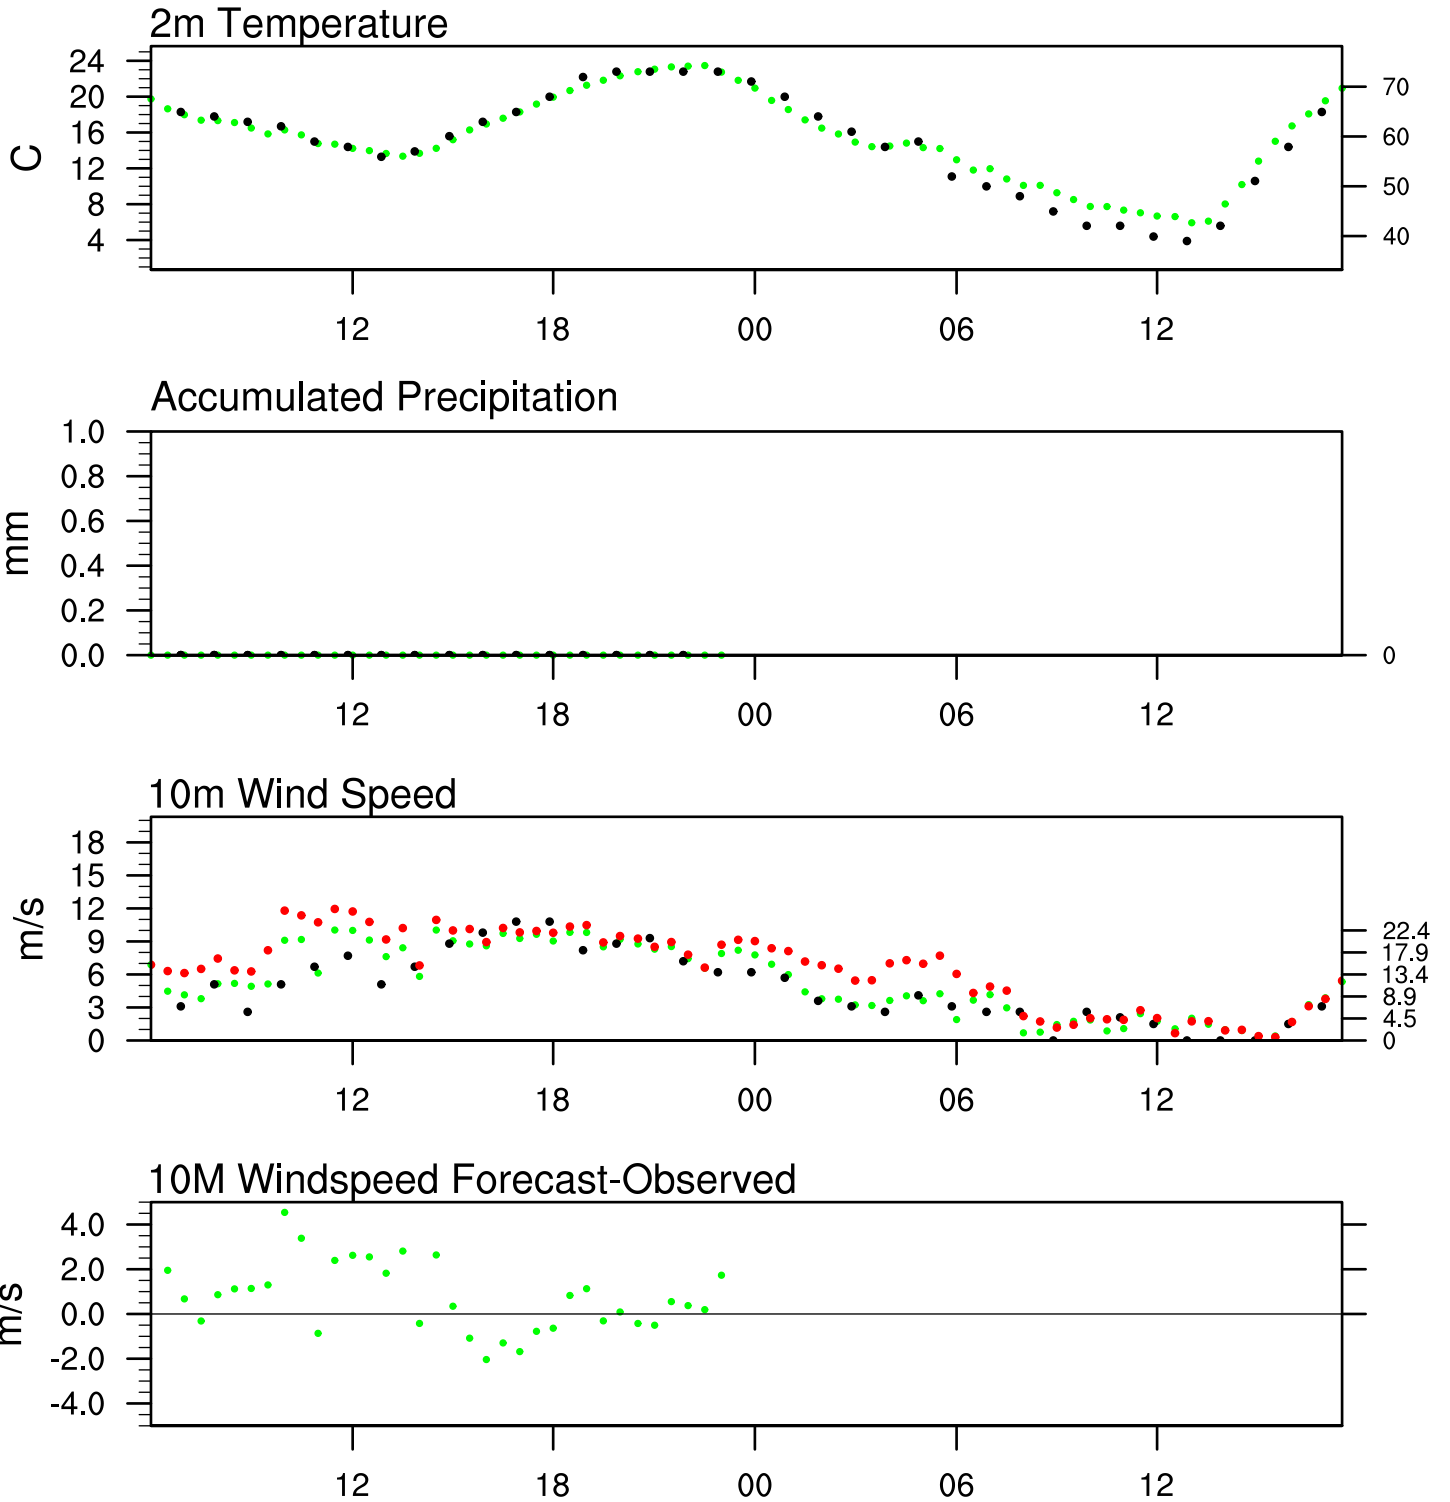 2m Temperature
24
20
16
12
8
4
C
70
60
50
40
12 18 00 06 12
Accumulated Precipitation
1.0
0.8
0.6
0.4
0.2
0.0
mm
0
12 18 00 06 12
10m Wind Speed
18
15
12
9
6
3
0
m/s
22.4
17.9
13.4
8.9
4.5
0
12 18 00 06 12
10M Windspeed Forecast-Observed
4.0
2.0
0.0
-2.0
-4.0
m/s
12 18 00 06 12